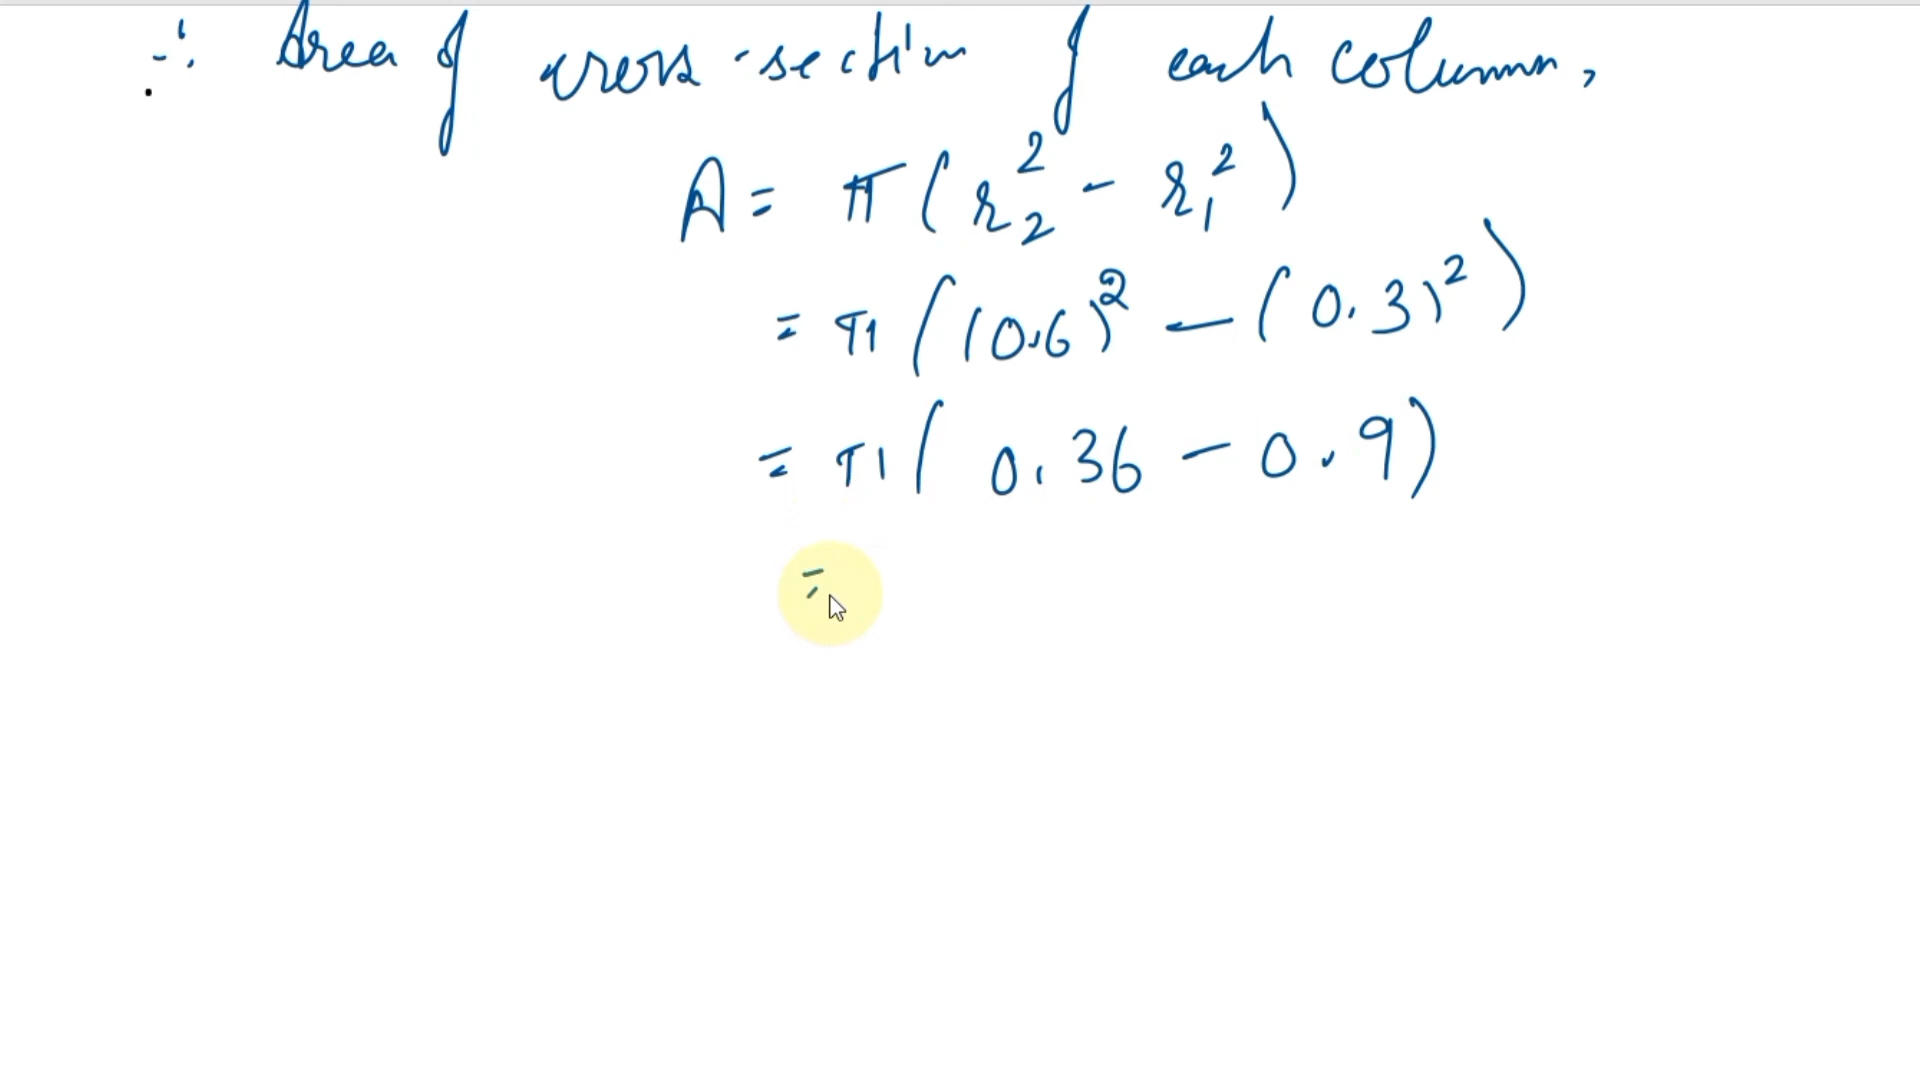 ∴ Area of cross-section of each column,
A = π(r₂² - r₁²)
= π((0.6)² - (0.3)²)
= π(0.36 - 0.9)
=